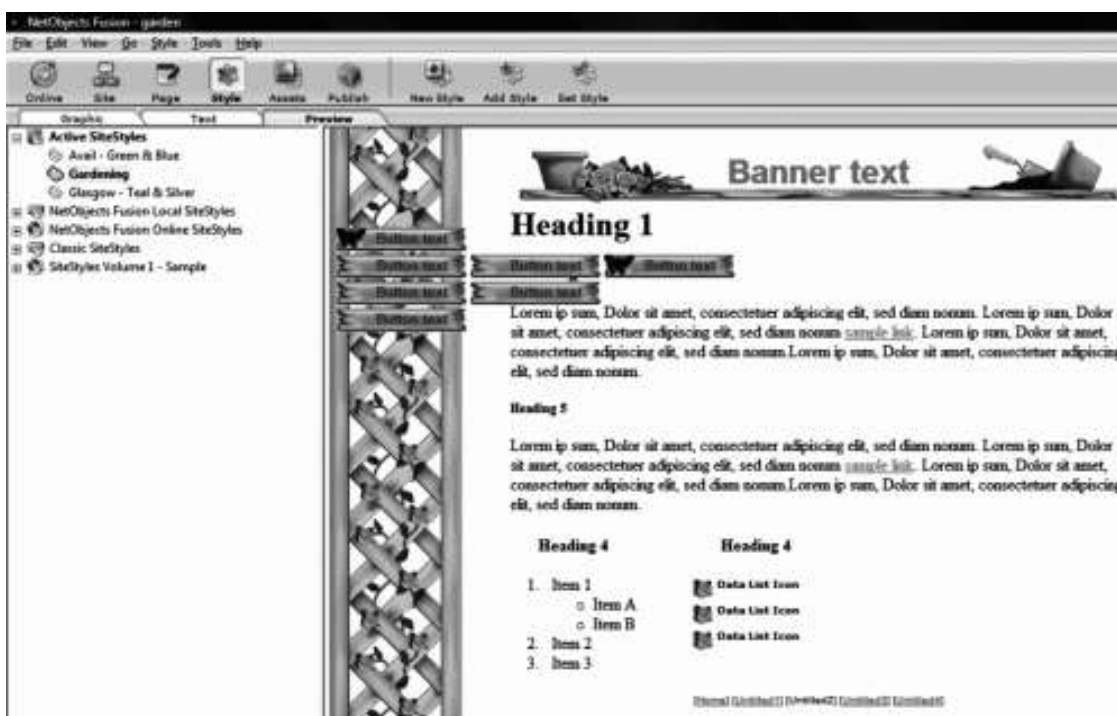 NetObjects Fusion - garden
File Edit View Go Style Tools Help
Online Site Page Style Assets Publish New Style Add Style Set Style
Graphic Text Preview
Active SiteStyles
Avail - Green & Blue
Gardening
Glasgow - Teal & Silver
NetObjects Fusion Local SiteStyles
NetObjects Fusion Online SiteStyles
Classic SiteStyles
SiteStyles Volume I - Sample
Banner text
Heading 1
Button text
Button text Button text Button text
Button text Button text
Button text
Lorem ip sum, Dolor sit amet, consectetuer adipiscing elit, sed diam nonum. Lorem ip sum, Dolor
sit amet, consectetuer adipiscing elit, sed diam nonum sample link. Lorem ip sum, Dolor sit amet,
consectetuer adipiscing elit, sed diam nonum.Lorem ip sum, Dolor sit amet, consectetuer adipiscing
elit, sed diam nonum.
Heading 5
Lorem ip sum, Dolor sit amet, consectetuer adipiscing elit, sed diam nonum. Lorem ip sum, Dolor
sit amet, consectetuer adipiscing elit, sed diam nonum sample link. Lorem ip sum, Dolor sit amet,
consectetuer adipiscing elit, sed diam nonum.Lorem ip sum, Dolor sit amet, consectetuer adipiscing
elit, sed diam nonum.
Heading 4 Heading 4
1. Item 1 Data List Icon
o Item A Data List Icon
o Item B Data List Icon
2. Item 2
3. Item 3
[Home] [Untitled1] [Untitled2] [Untitled3] [Untitled4]